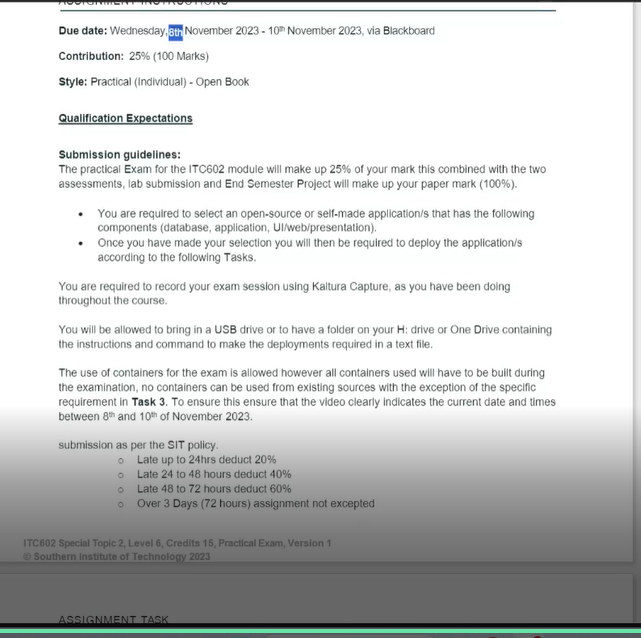 ASSIGNMENT INSTRUCTIONS
Due date: Wednesday, 8th November 2023 - 10th November 2023, via Blackboard
Contribution: 25% (100 Marks)
Style: Practical (Individual) - Open Book
Qualification Expectations
Submission guidelines:
The practical Exam for the ITC602 module will make up 25% of your mark this combined with the two
assessments, lab submission and End Semester Project will make up your paper mark (100%).
• You are required to select an open-source or self-made application/s that has the following
components (database, application, UI/web/presentation).
• Once you have made your selection you will then be required to deploy the application/s
according to the following Tasks.
You are required to record your exam session using Kaltura Capture, as you have been doing
throughout the course.
You will be allowed to bring in a USB drive or to have a folder on your H: drive or One Drive containing
the instructions and command to make the deployments required in a text file.
The use of containers for the exam is allowed however all containers used will have to be built during
the examination, no containers can be used from existing sources with the exception of the specific
requirement in Task 3. To ensure this ensure that the video clearly indicates the current date and times
between 8th and 10th of November 2023.
submission as per the SIT policy.
o Late up to 24hrs deduct 20%
o Late 24 to 48 hours deduct 40%
o Late 48 to 72 hours deduct 60%
o Over 3 Days (72 hours) assignment not excepted
ITC602 Special Topic 2, Level 6, Credits 15, Practical Exam, Version 1
© Southern Institute of Technology 2023
ASSIGNMENT TASK